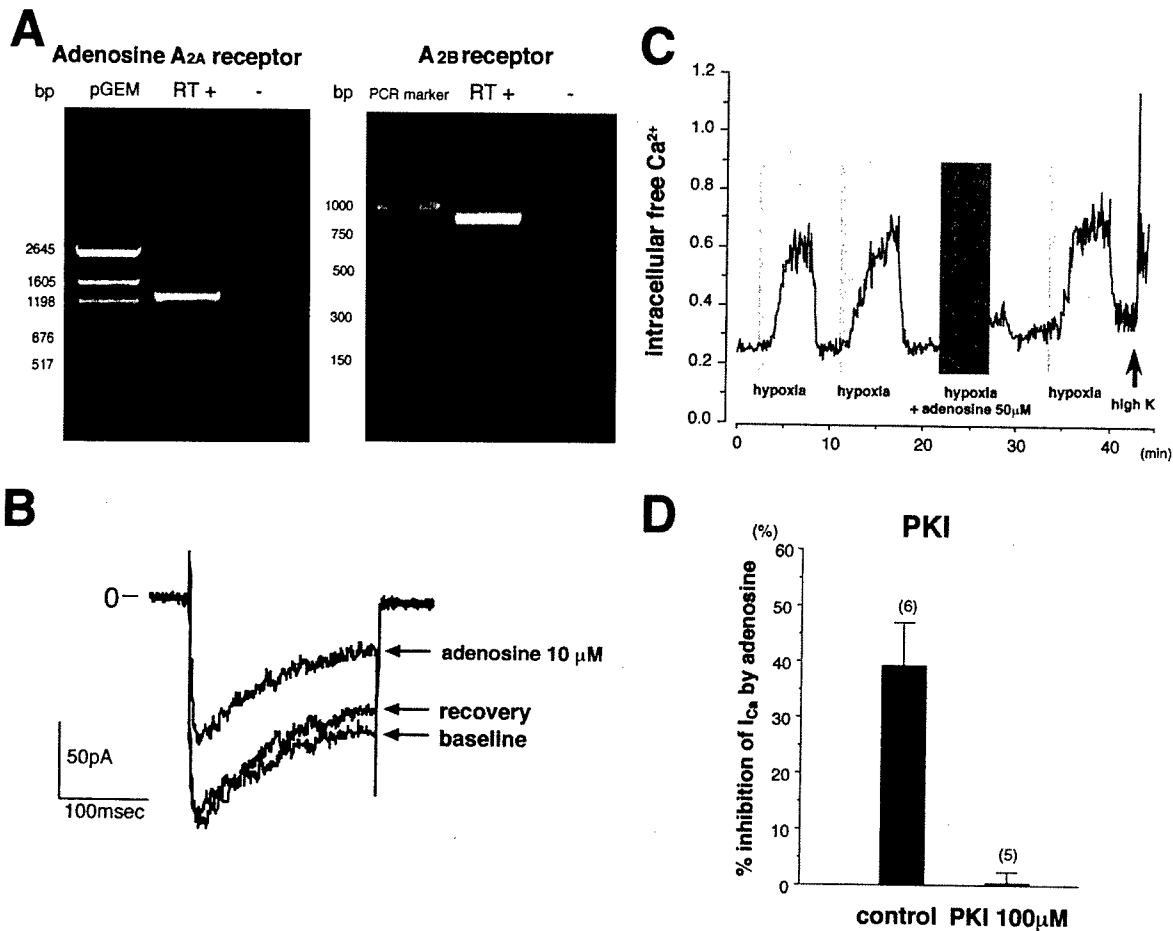 A
Adenosine A2A receptor
bp pGEM RT + -
2645
1605
1198
876
517
A2B receptor
bp PCR marker RT + -
1000
750
500
300
150
B
0
adenosine 10 μM
recovery
baseline
50pA
100msec
C
intracellular free Ca2+
1.2
1.0
0.8
0.6
0.4
0.2
0.0
hypoxia
hypoxia
hypoxia
+ adenosine 50μM
hypoxia
high K
0 10 20 30 40 (min)
D
PKI
(%)
% inhibition of ICa by adenosine
60
50
40
30
20
10
0
(6)
(5)
control PKI 100μM